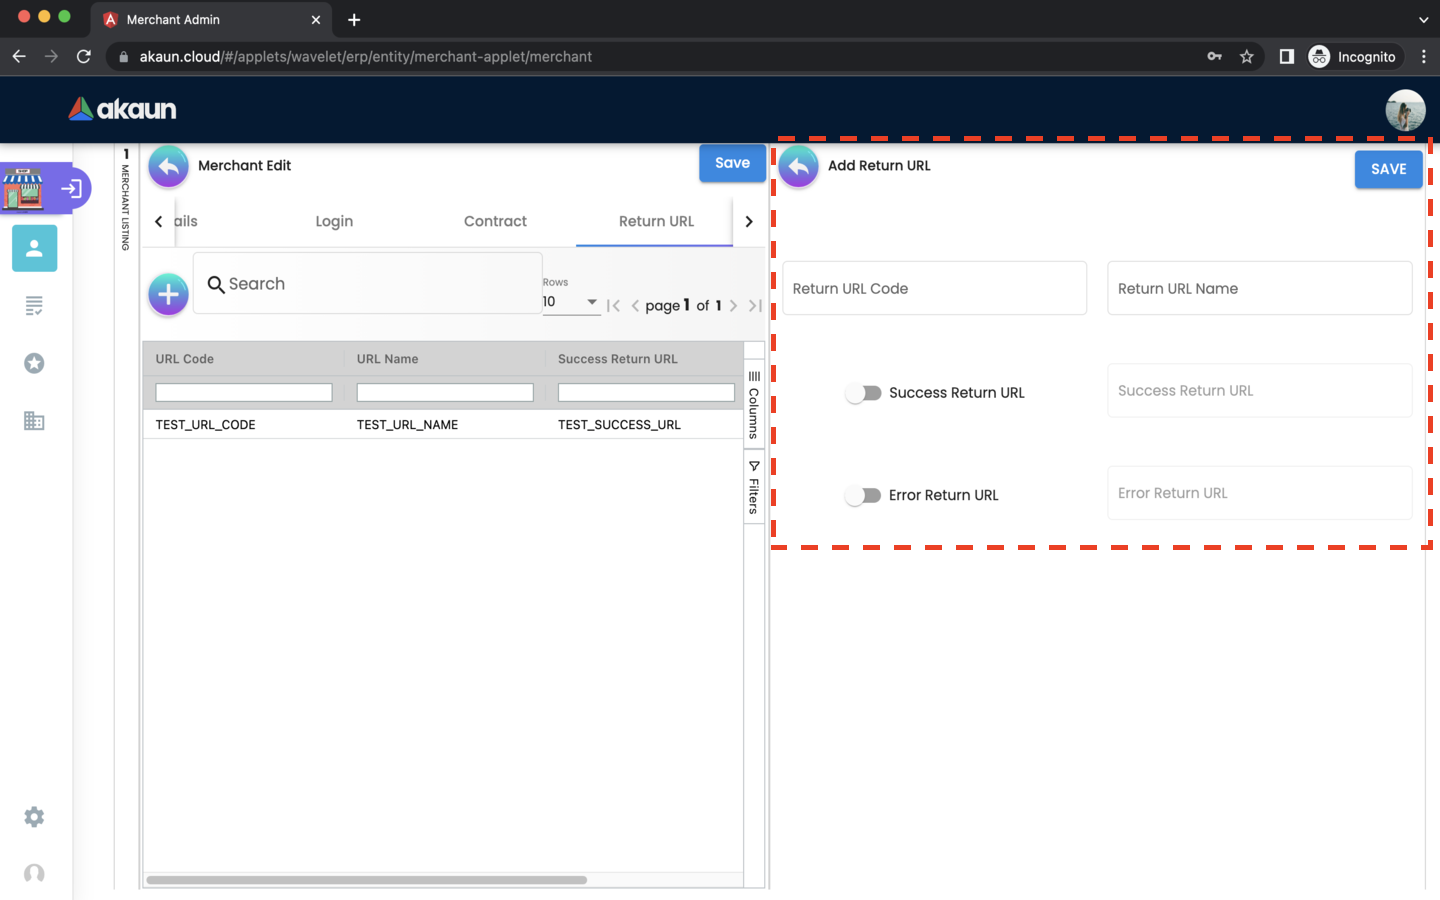 Merchant Admin
akaun.cloud/#/applets/wavelet/erp/entity/merchant-applet/merchant
Incognito
akaun
SHOP
1 MERCHANT LISTING
Merchant Edit
Save
ails
Login
Contract
Return URL
Search
Rows
10
page 1 of 1
URL Code
URL Name
Success Return URL
TEST_URL_CODE
TEST_URL_NAME
TEST_SUCCESS_URL
Columns
Filters
Add Return URL
SAVE
Return URL Code
Return URL Name
Success Return URL
Success Return URL
Error Return URL
Error Return URL